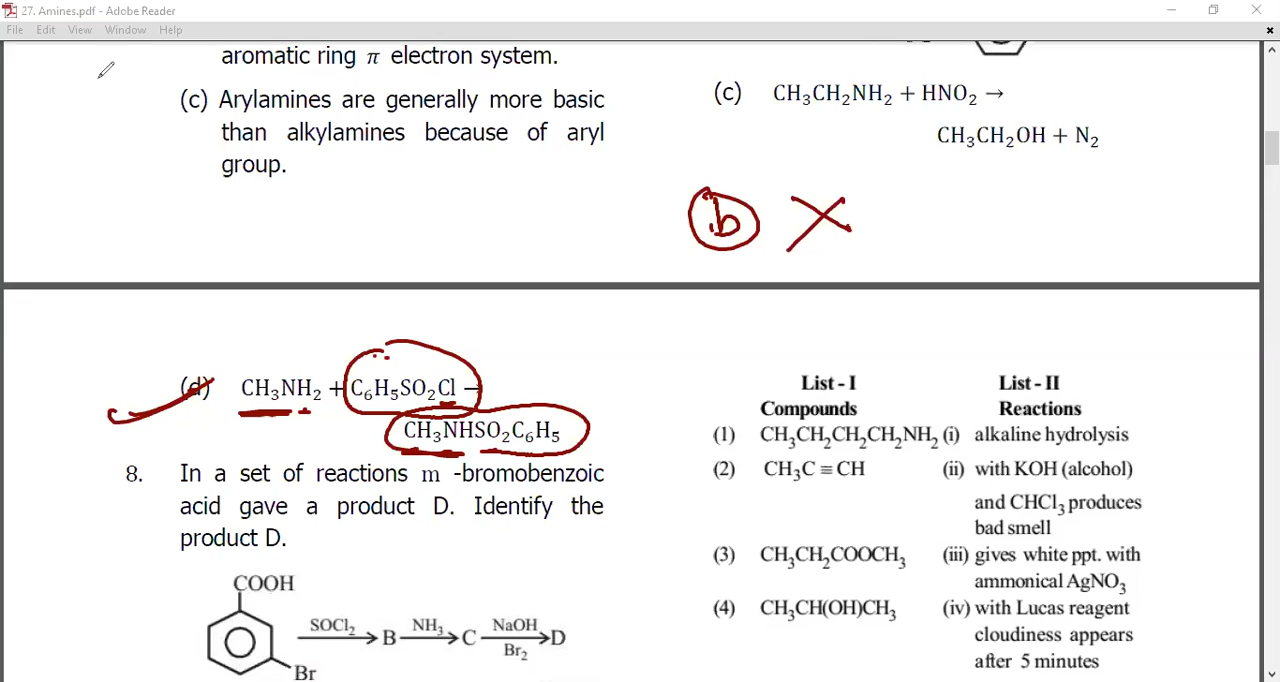 27. Amines.pdf - Adobe Reader
File Edit View Window Help
aromatic ring π electron system.
(c) Arylamines are generally more basic
than alkylamines because of aryl
group.
(c) CH₃CH₂NH₂ + HNO₂ →
CH₃CH₂OH + N₂
b
(d) CH₃NH₂ + C₆H₅SO₂Cl →
CH₃NHSO₂C₆H₅
8. In a set of reactions m -bromobenzoic
acid gave a product D. Identify the
product D.
COOH
SOCl₂ B NH₃ C NaOH D
Br₂
Br
List - I List - II
Compounds Reactions
(1) CH₃CH₂CH₂CH₂NH₂ (i) alkaline hydrolysis
(2) CH₃C ≡ CH (ii) with KOH (alcohol)
and CHCl₃ produces
bad smell
(3) CH₃CH₂COOCH₃ (iii) gives white ppt. with
ammonical AgNO₃
(4) CH₃CH(OH)CH₃ (iv) with Lucas reagent
cloudiness appears
after 5 minutes